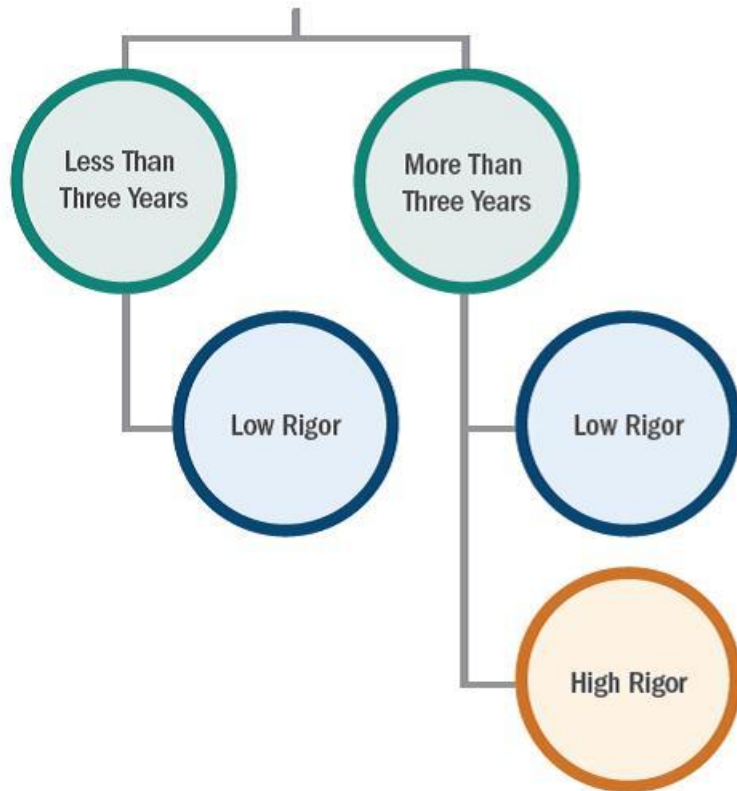 Less Than
Three Years
More Than
Three Years
Low Rigor
Low Rigor
High Rigor